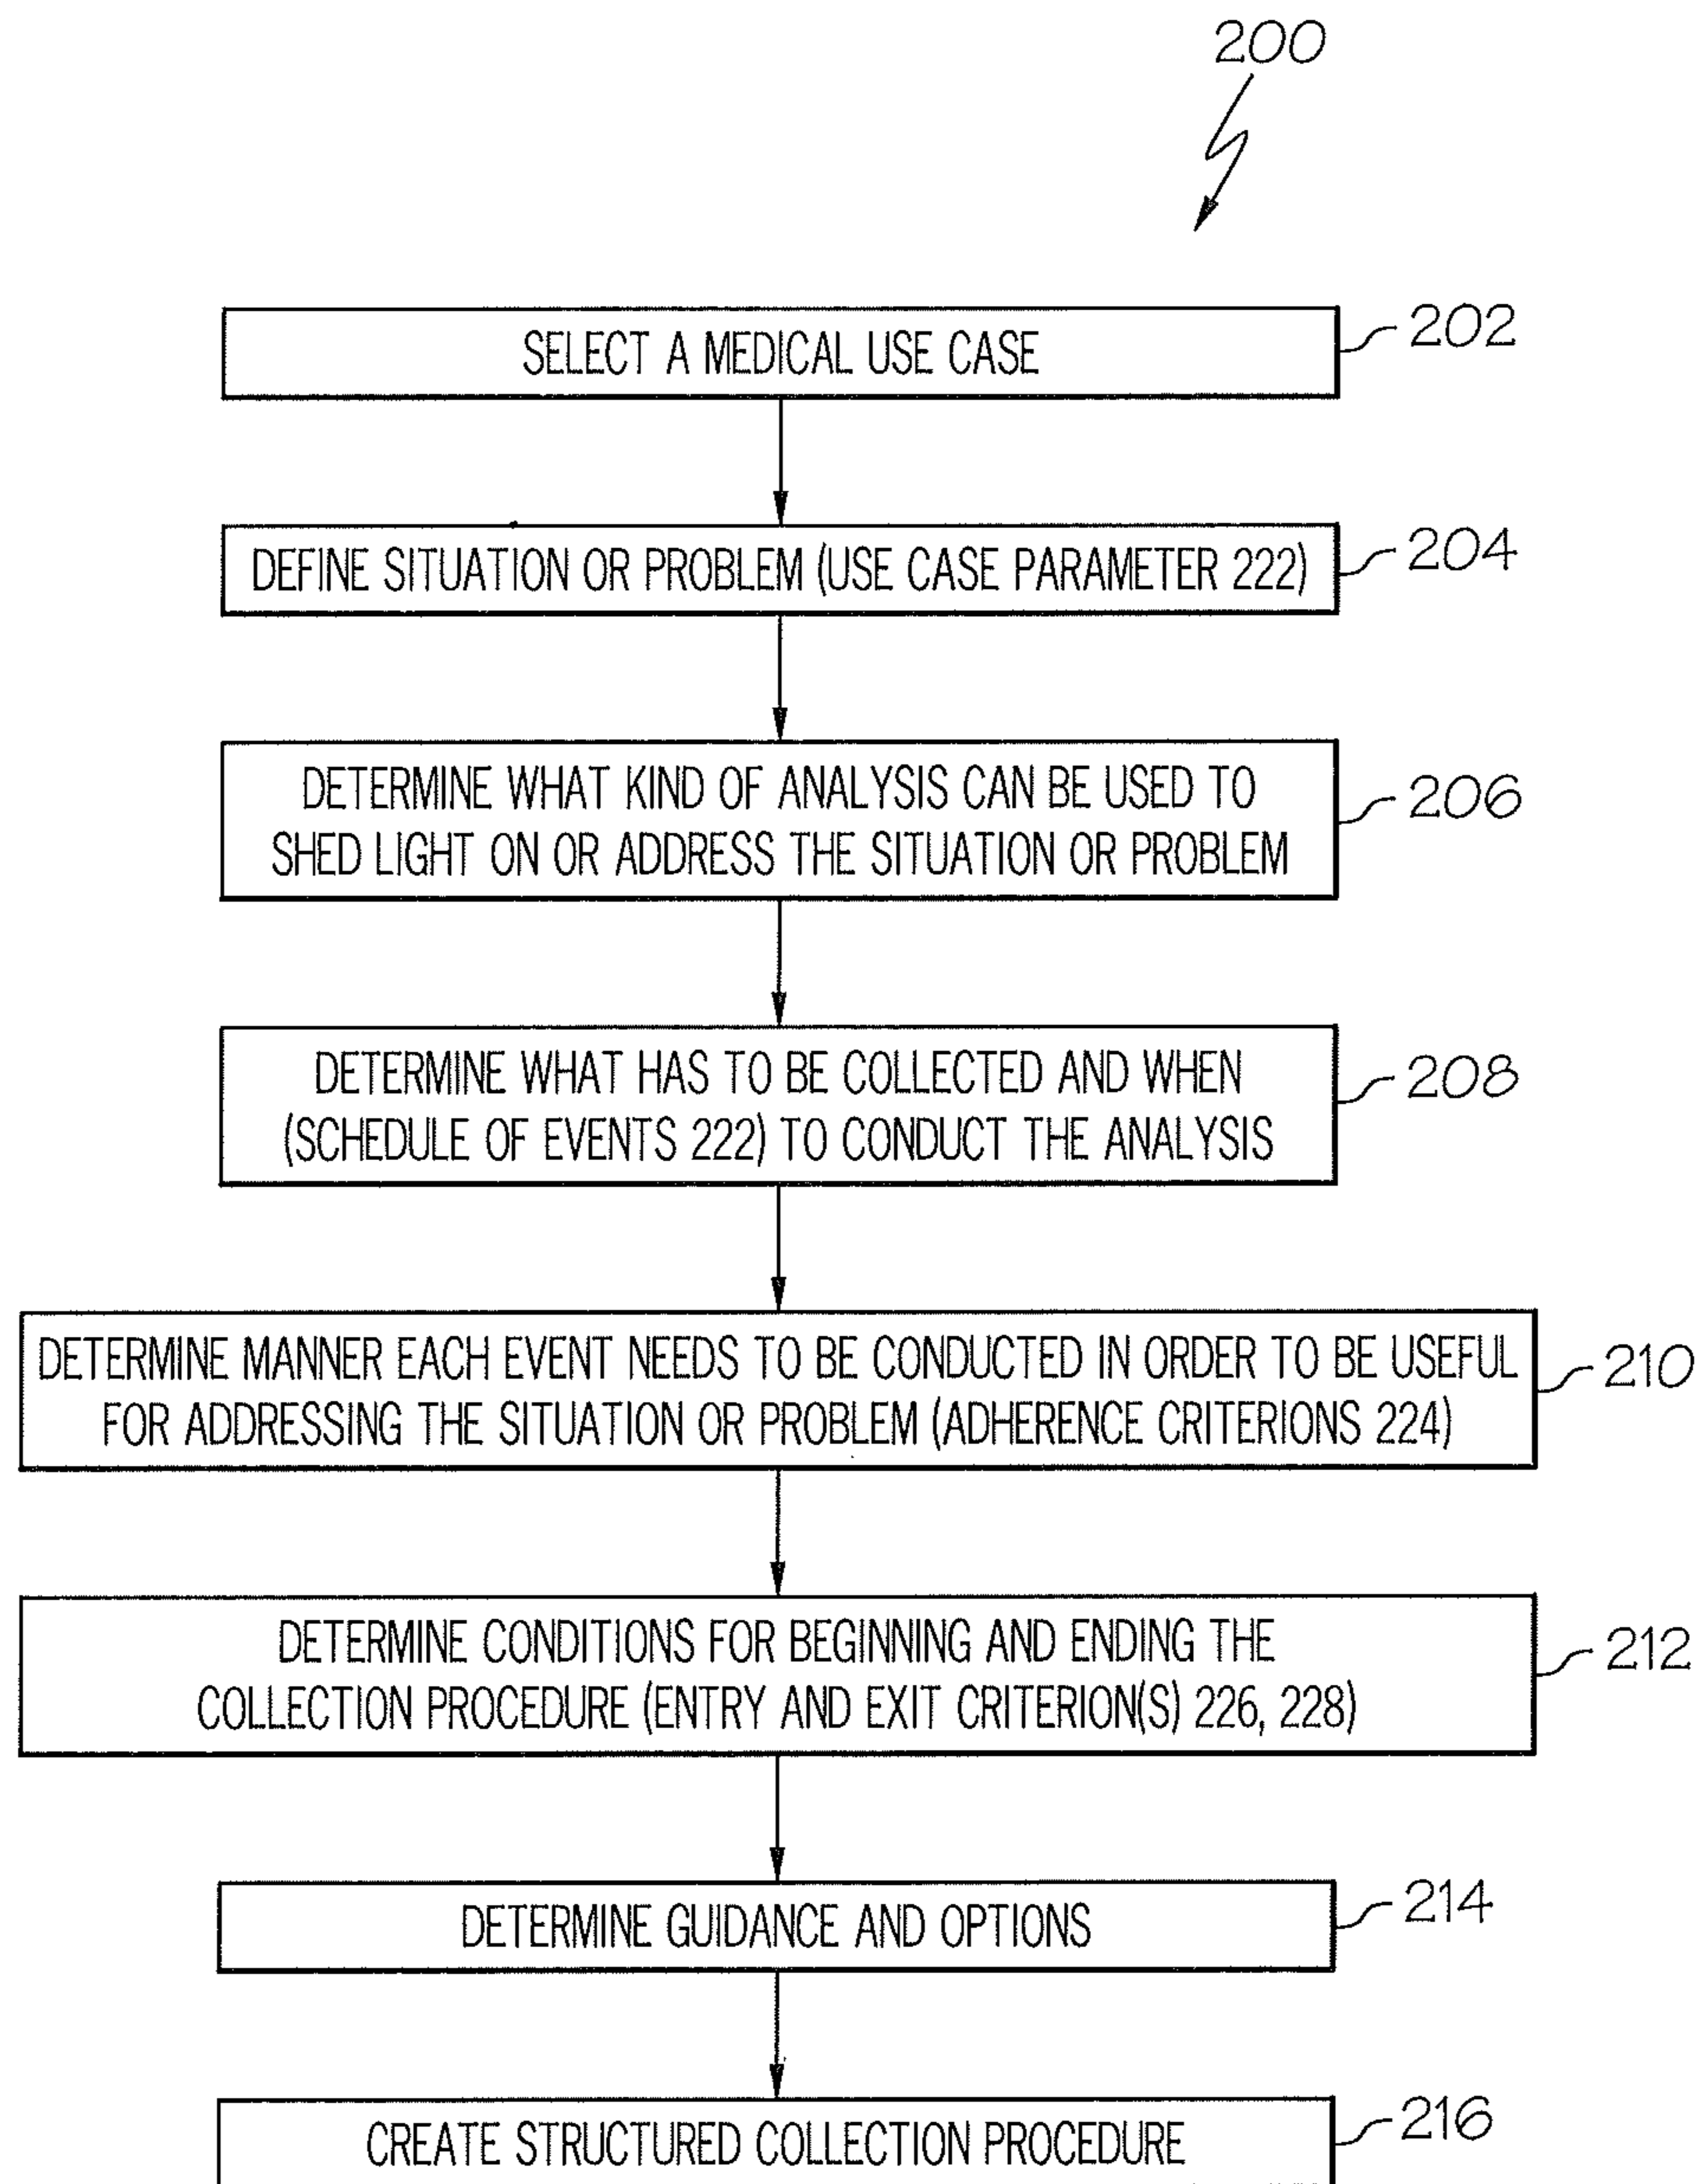 200
SELECT A MEDICAL USE CASE
202
DEFINE SITUATION OR PROBLEM (USE CASE PARAMETER 222)
204
DETERMINE WHAT KIND OF ANALYSIS CAN BE USED TO
SHED LIGHT ON OR ADDRESS THE SITUATION OR PROBLEM
206
DETERMINE WHAT HAS TO BE COLLECTED AND WHEN
(SCHEDULE OF EVENTS 222) TO CONDUCT THE ANALYSIS
208
DETERMINE MANNER EACH EVENT NEEDS TO BE CONDUCTED IN ORDER TO BE USEFUL
FOR ADDRESSING THE SITUATION OR PROBLEM (ADHERENCE CRITERIONS 224)
210
DETERMINE CONDITIONS FOR BEGINNING AND ENDING THE
COLLECTION PROCEDURE (ENTRY AND EXIT CRITERION(S) 226, 228)
212
DETERMINE GUIDANCE AND OPTIONS
214
CREATE STRUCTURED COLLECTION PROCEDURE
216